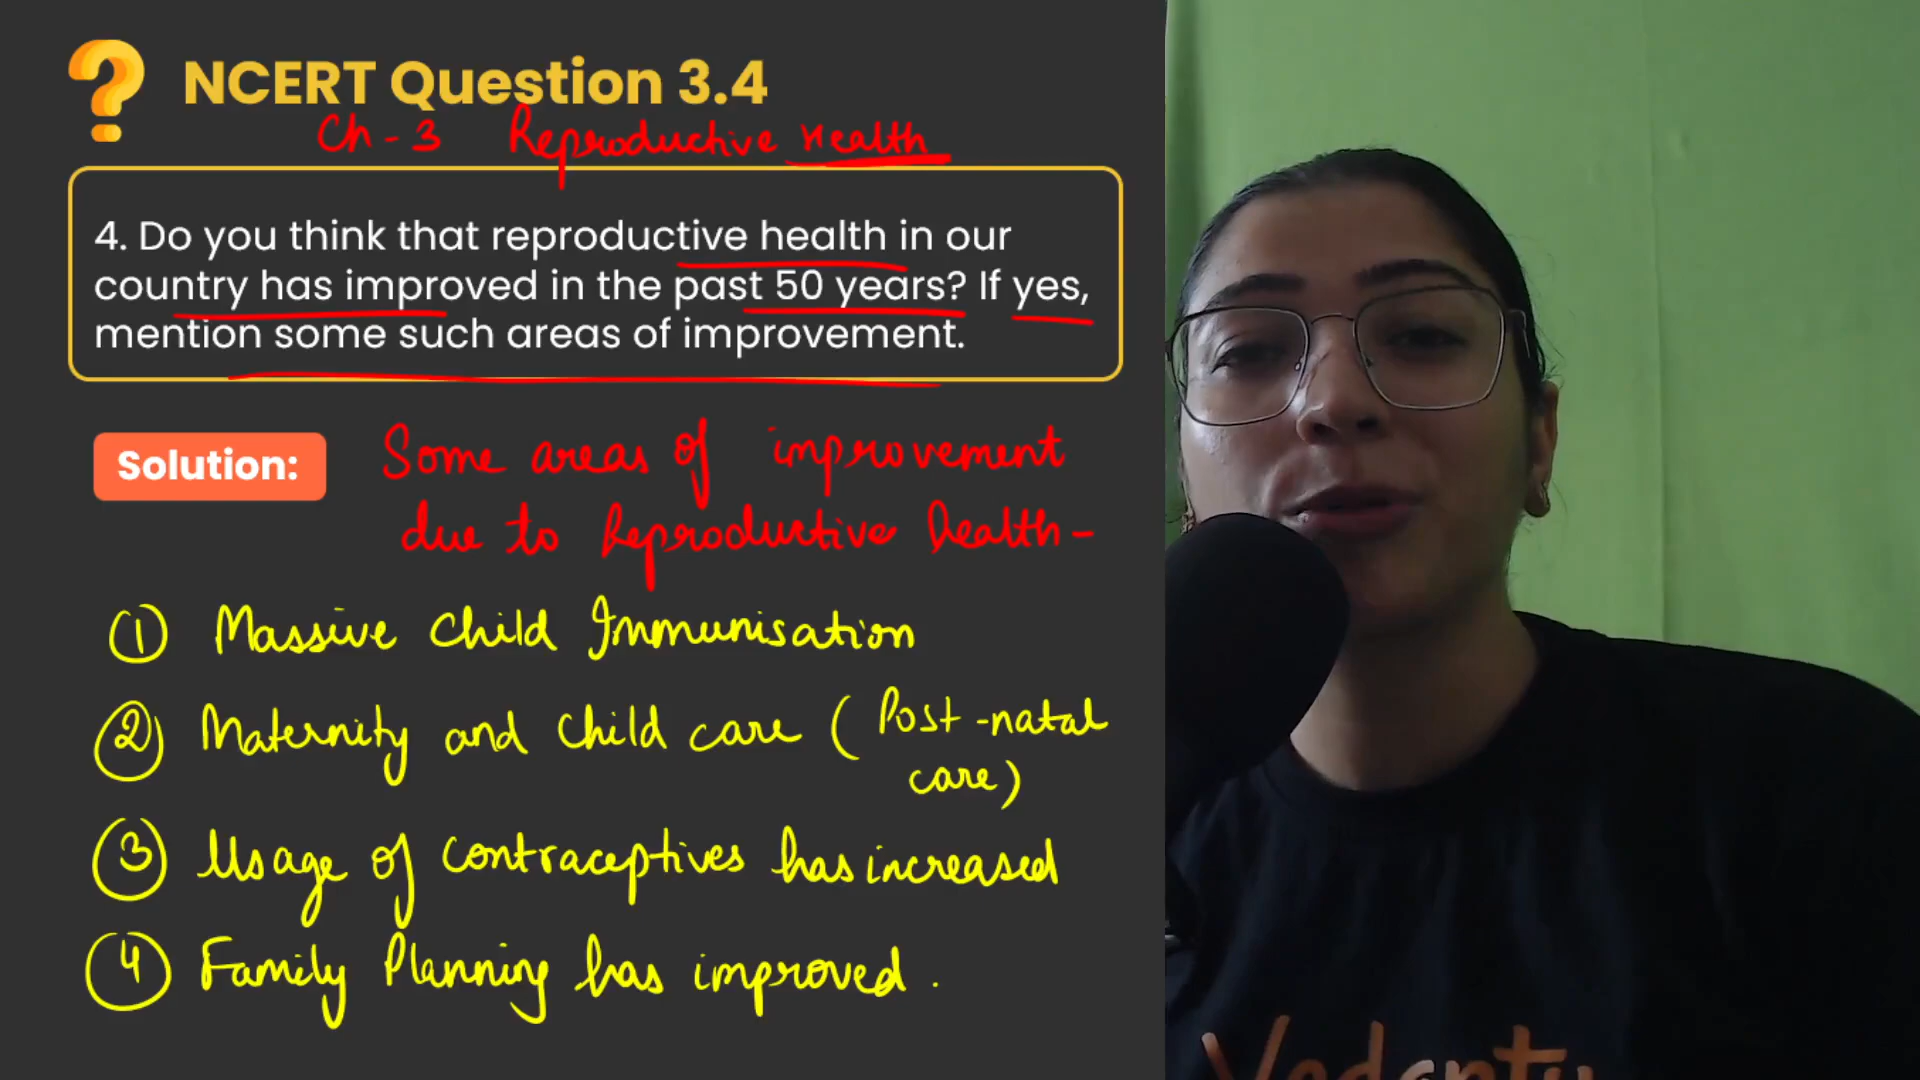 ?
NCERT Question 3.4
Ch - 3 Reproductive Health
4. Do you think that reproductive health in our
country has improved in the past 50 years? If yes,
mention some such areas of improvement.
Solution:
Some areas of improvement
due to Reproductive Health -
① Massive Child Immunisation
② Maternity and Child care (Post-natal
care)
③ Usage of contraceptives has increased
④ Family Planning has improved.
Vedantu